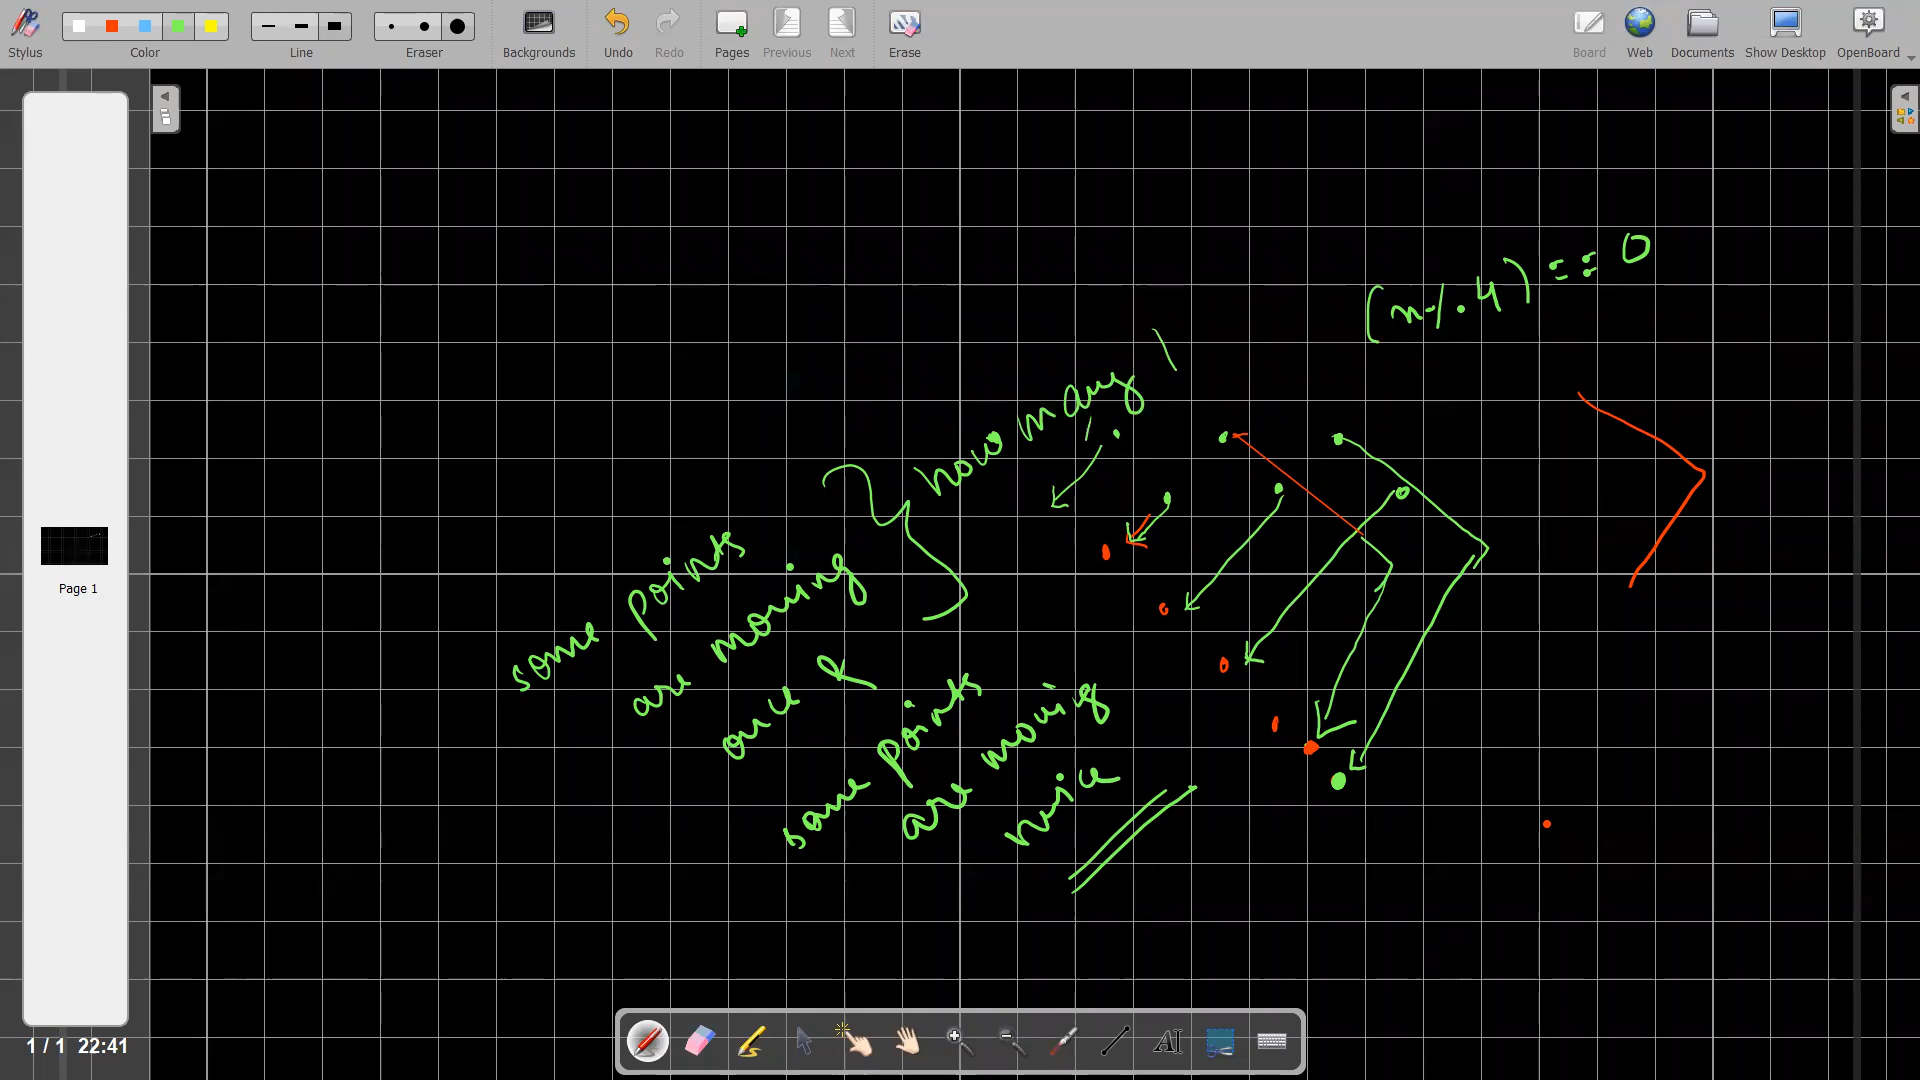 Stylus
Color
Line
Eraser
Backgrounds
Undo
Redo
Pages
Previous
Next
Erase
Board
Web
Documents
Show Desktop
OpenBoard
(n%4) == 0
how many
some points
are moving
once &
some points
are moving
twice
Page 1
1 / 1 22:41
AI